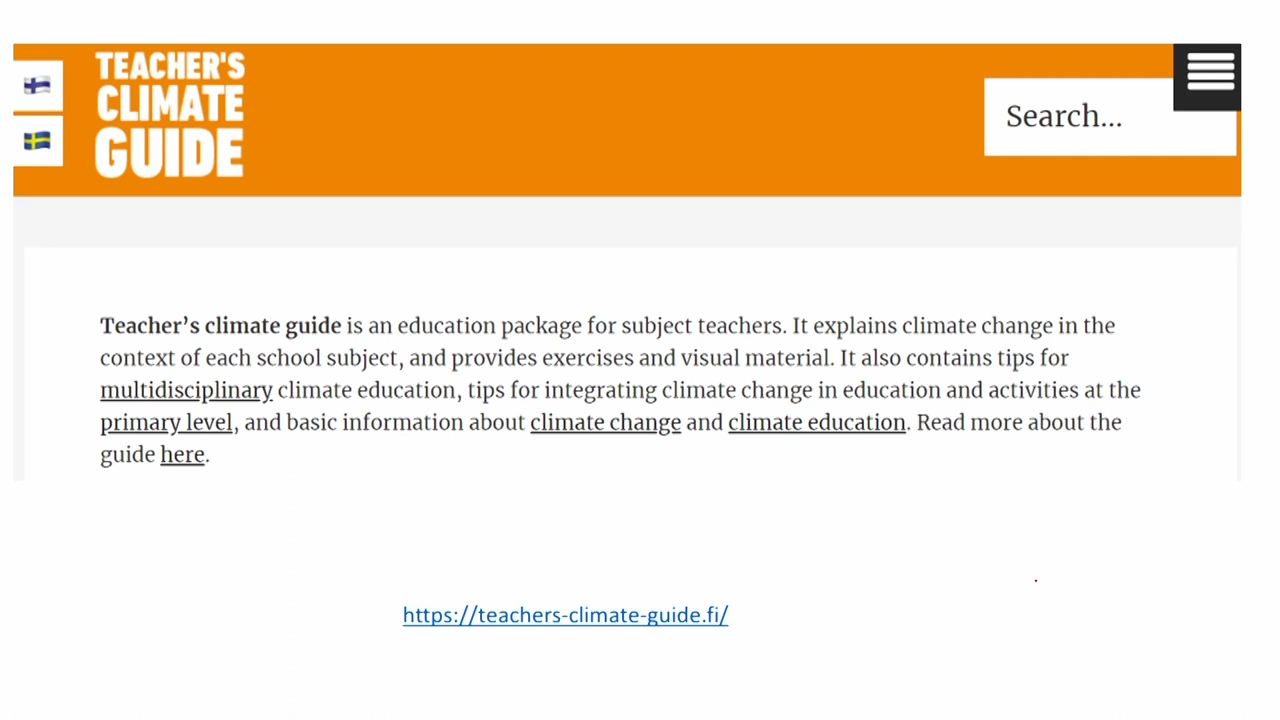 TEACHER'S
CLIMATE
GUIDE
Search...
Teacher’s climate guide is an education package for subject teachers. It explains climate change in the
context of each school subject, and provides exercises and visual material. It also contains tips for
multidisciplinary climate education, tips for integrating climate change in education and activities at the
primary level, and basic information about climate change and climate education. Read more about the
guide here.
https://teachers-climate-guide.fi/